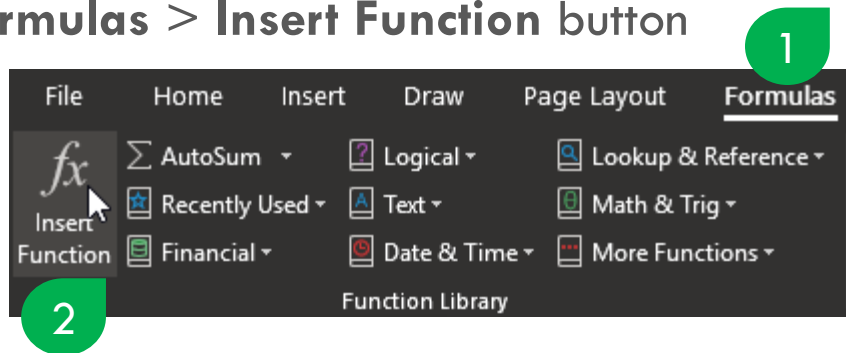 rmulas > Insert Function button
1
File Home Insert Draw Page Layout Formulas
fx
Insert
Function
∑ AutoSum
Recently Used
Financial
? Logical
A Text
Date & Time
Lookup & Reference
θ Math & Trig
More Functions
Function Library
2